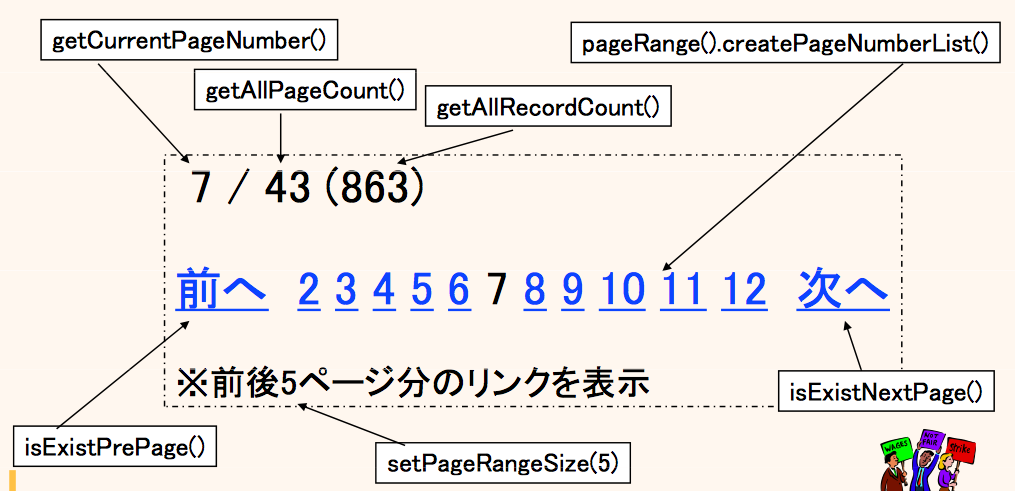 getCurrentPageNumber()
pageRange().createPageNumberList()
getAllPageCount()
getAllRecordCount()
7 / 43 (863)
前へ 2 3 4 5 6 7 8 9 10 11 12 次へ
※前後5ページ分のリンクを表示
isExistNextPage()
isExistPrePage()
setPageRangeSize(5)
WAGES
NOT
FAIR
STRIKE